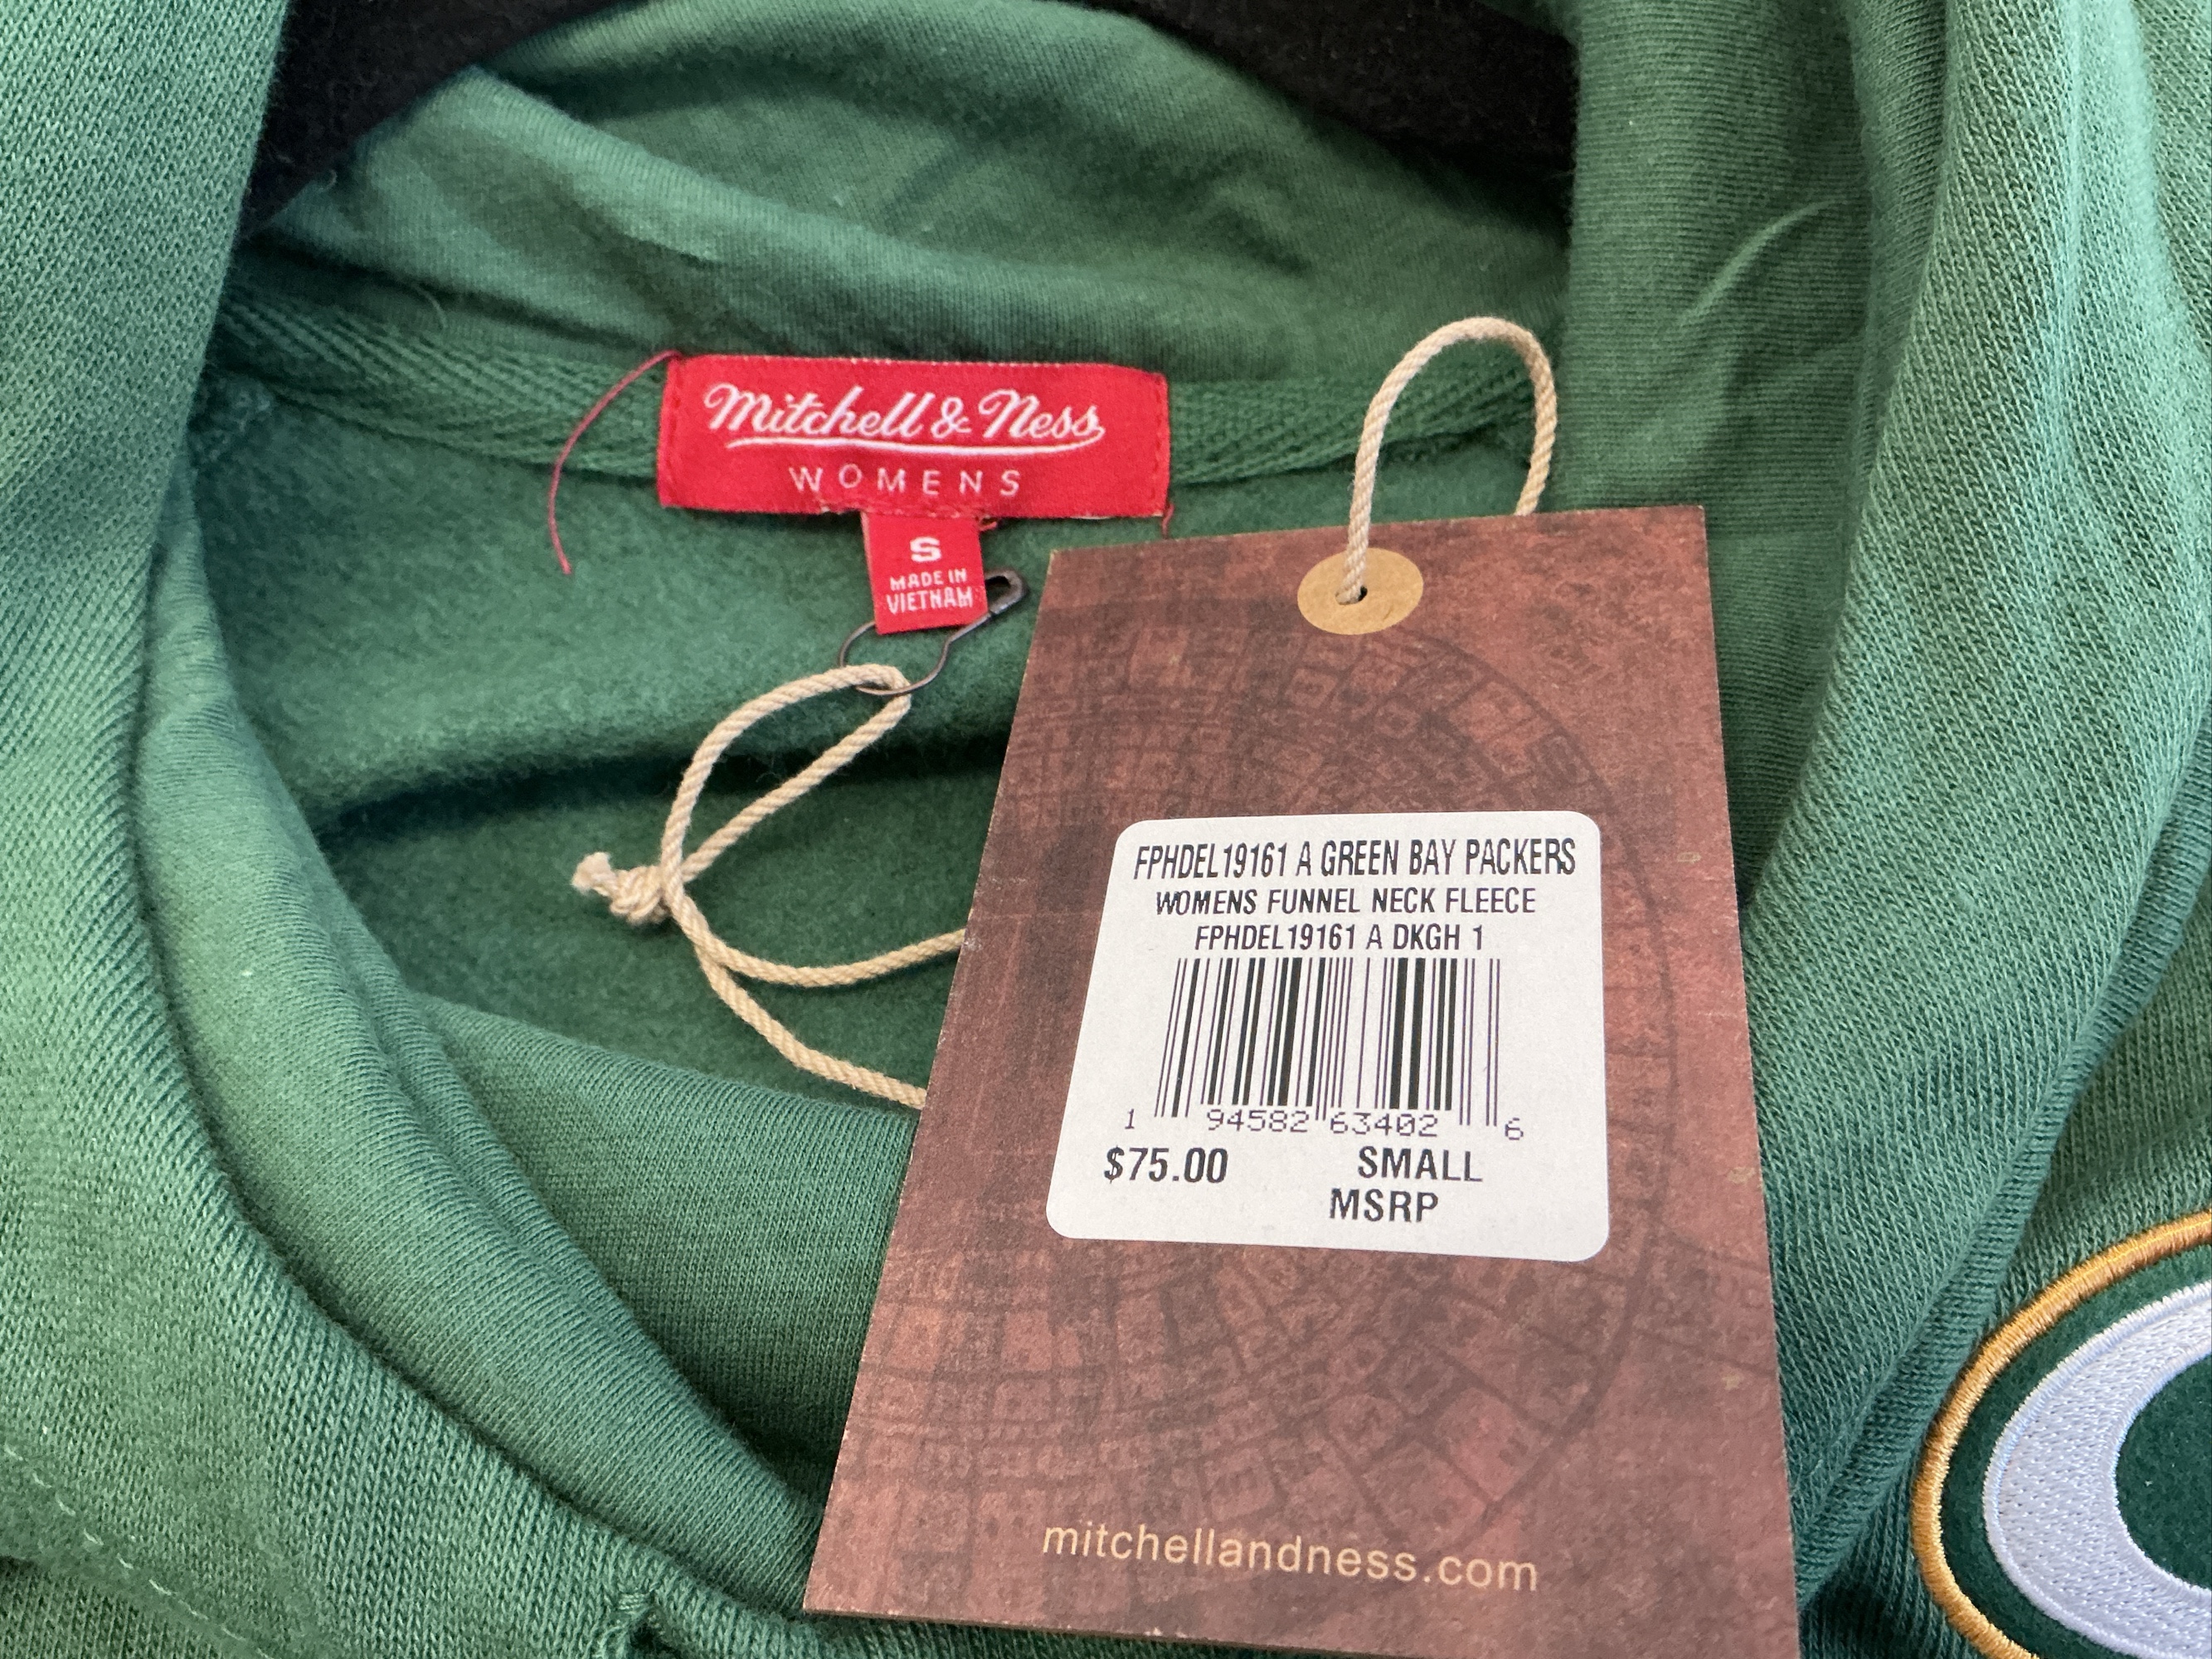 Mitchell & Ness
WOMENS
S
MADE IN
VIETNAM
FPHDEL19161 A GREEN BAY PACKERS
WOMENS FUNNEL NECK FLEECE
FPHDEL19161 A DKGH 1
1 94582 63402 6
$75.00 SMALL
MSRP
mitchellandness.com